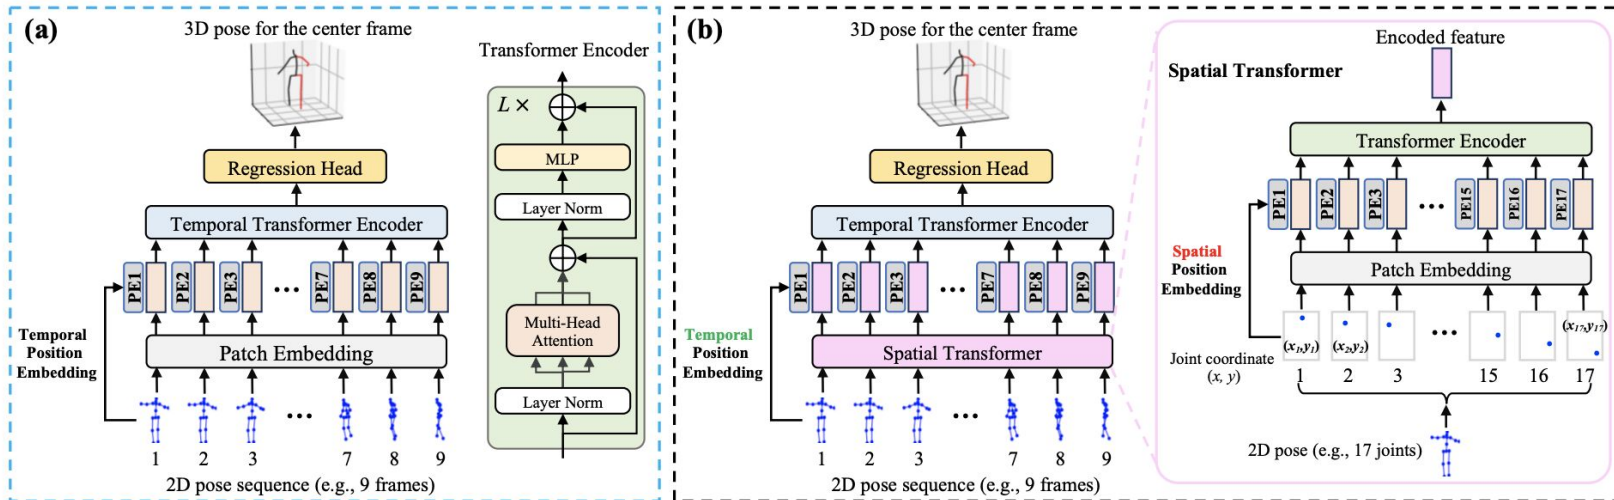 (a)
3D pose for the center frame
Regression Head
Temporal Transformer Encoder
PE1 PE2 PE3 ... PE7 PE8 PE9
Temporal
Position
Embedding
Patch Embedding
...
1 2 3 7 8 9
2D pose sequence (e.g., 9 frames)
Transformer Encoder
L ×
MLP
Layer Norm
Multi-Head
Attention
Layer Norm
(b)
3D pose for the center frame
Regression Head
Temporal Transformer Encoder
PE1 PE2 PE3 ... PE7 PE8 PE9
Temporal
Position
Embedding
Spatial Transformer
...
1 2 3 7 8 9
2D pose sequence (e.g., 9 frames)
Encoded feature
Spatial Transformer
Transformer Encoder
PE1 PE2 PE3 ... PE15 PE16 PE17
Spatial
Position
Embedding
Patch Embedding
(x₁,y₁) (x₂,y₂) ... (x₁₇,y₁₇)
Joint coordinate
(x, y)
1 2 3 15 16 17
2D pose (e.g., 17 joints)